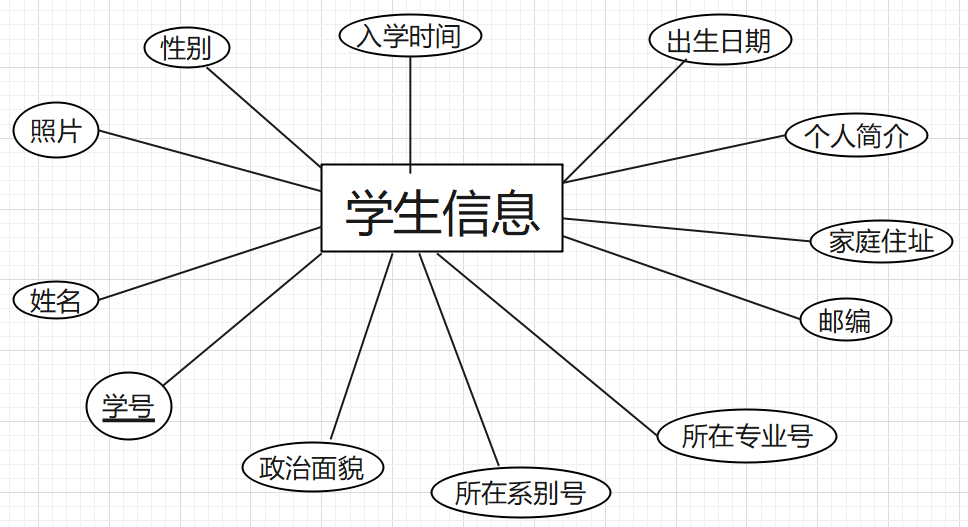 入学时间
出生日期
性别
照片
个人简介
学生信息
家庭住址
姓名
邮编
学号
所在专业号
政治面貌
所在系别号